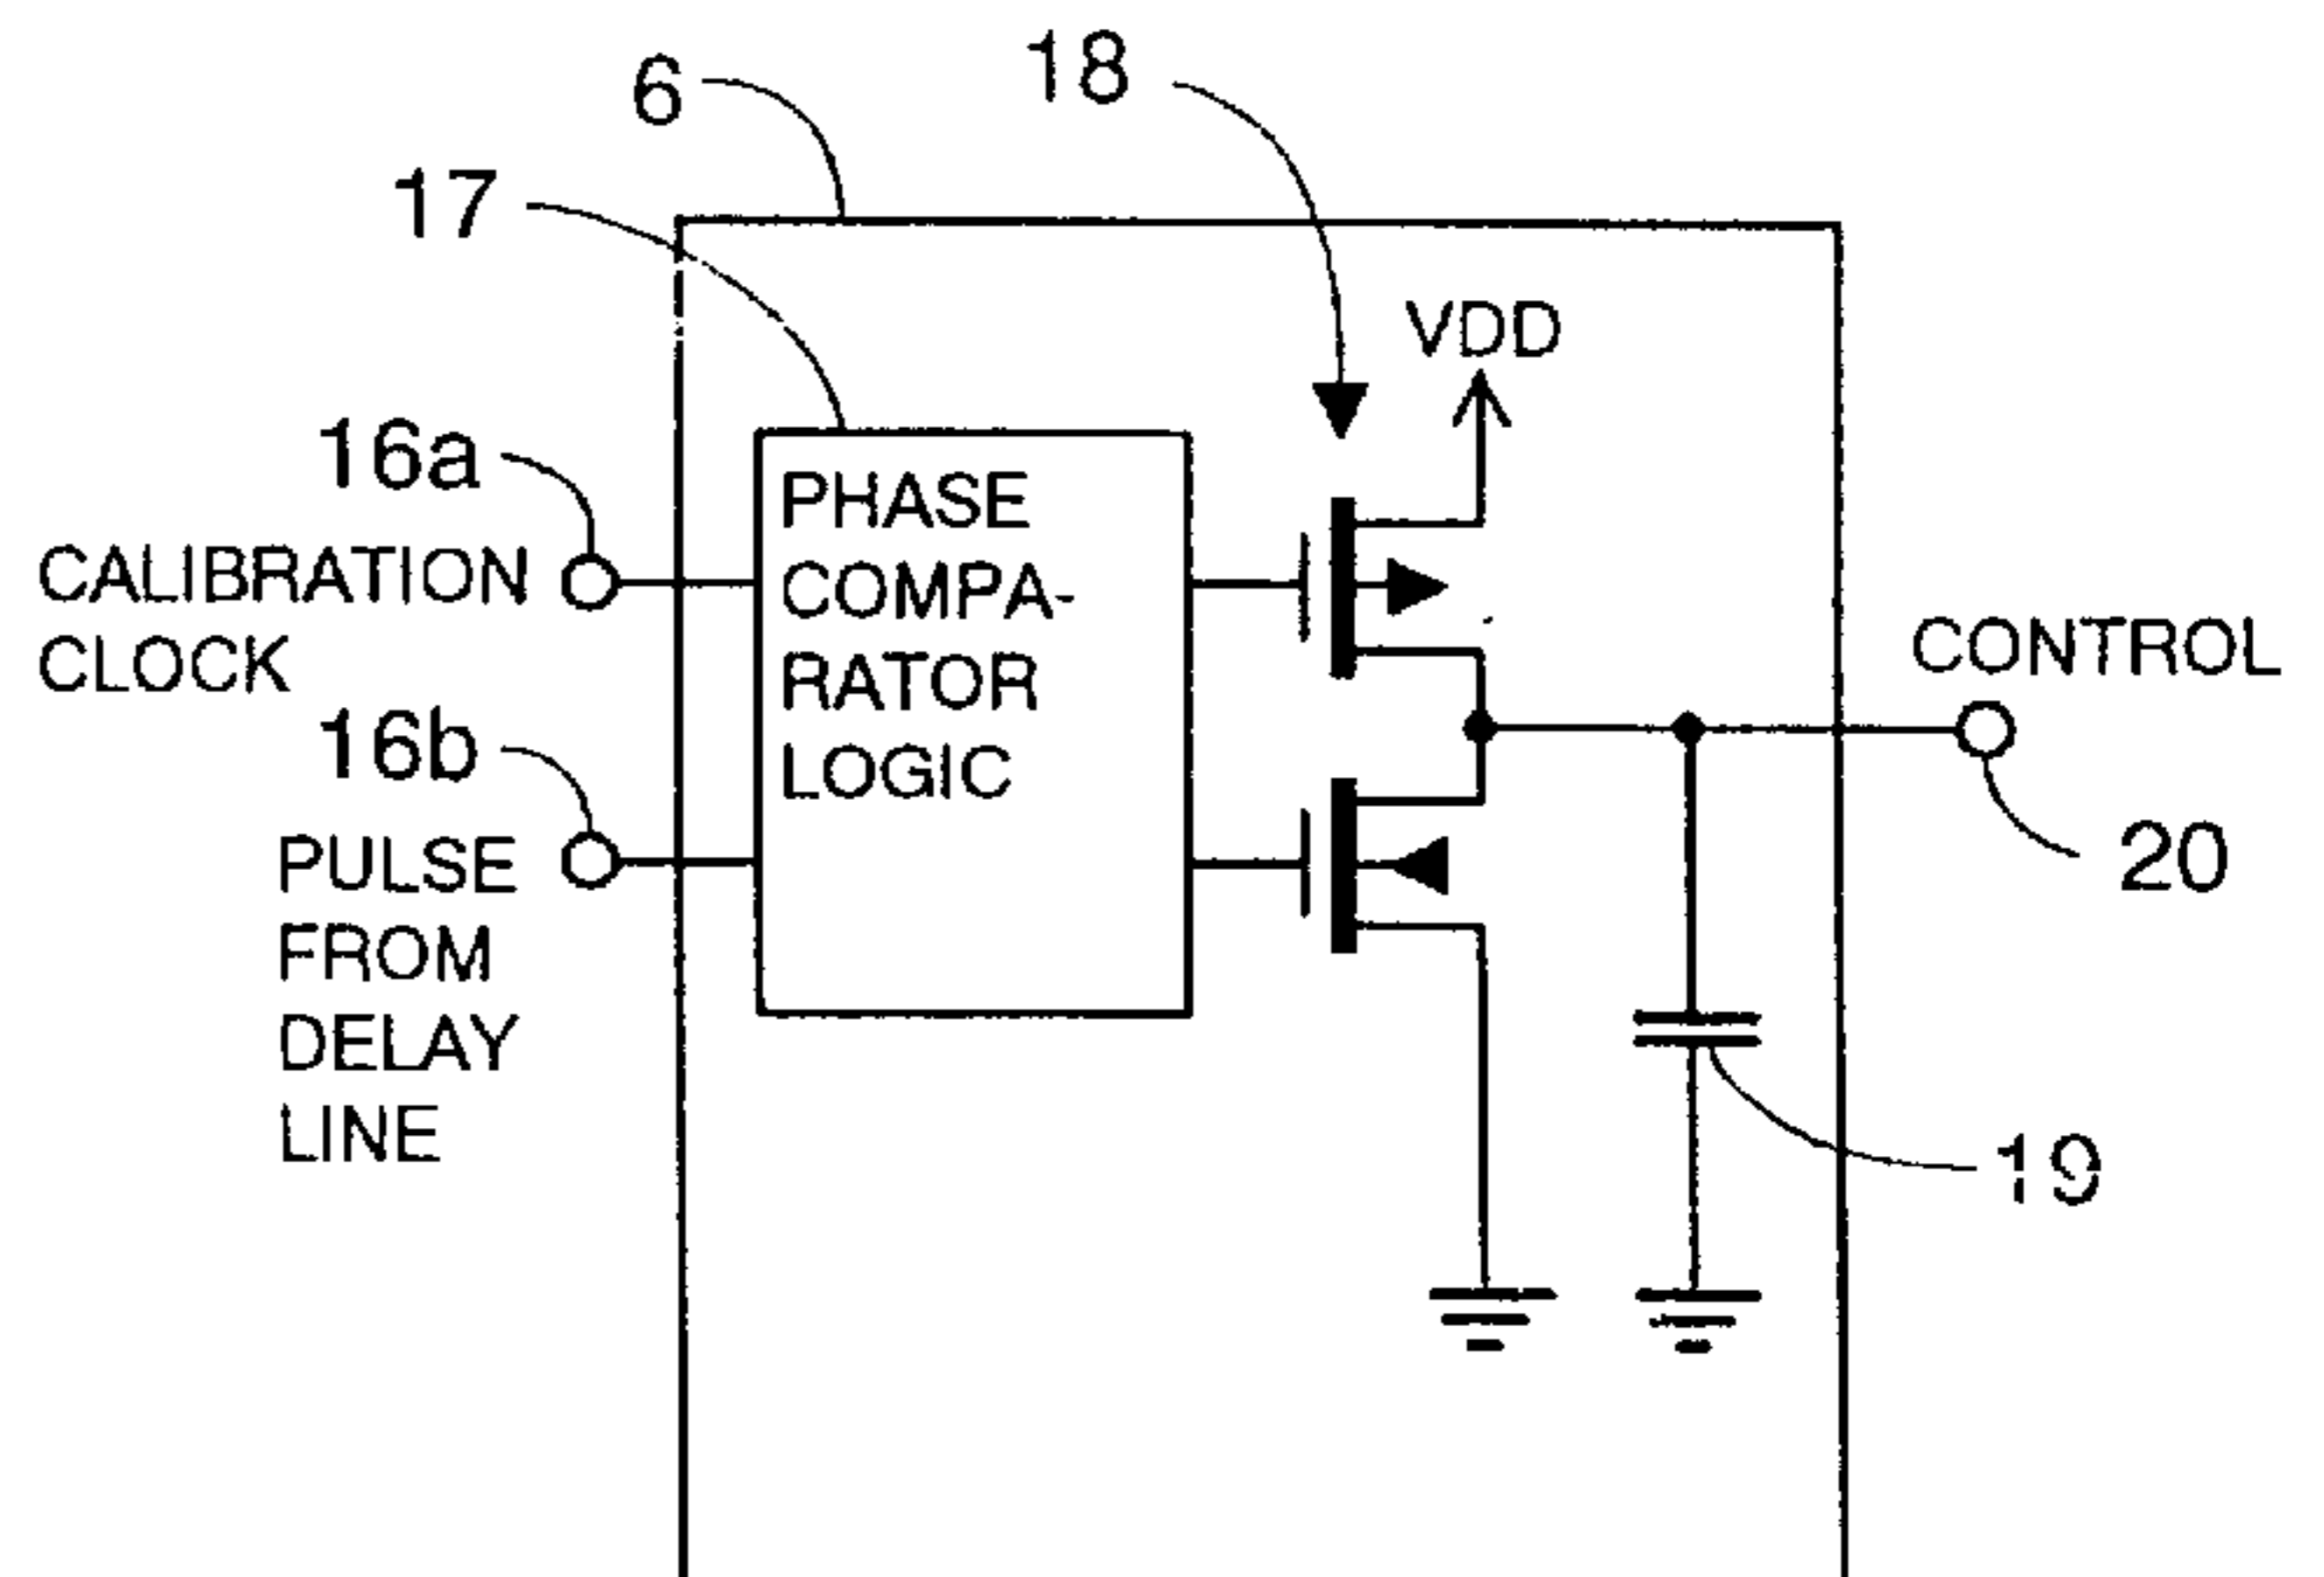 18
6
17
VDD
16a
PHASE
CALIBRATION
COMPA-
CLOCK
CONTROL
RATOR
16b
LOGIC
PULSE
20
FROM
DELAY
LINE
19